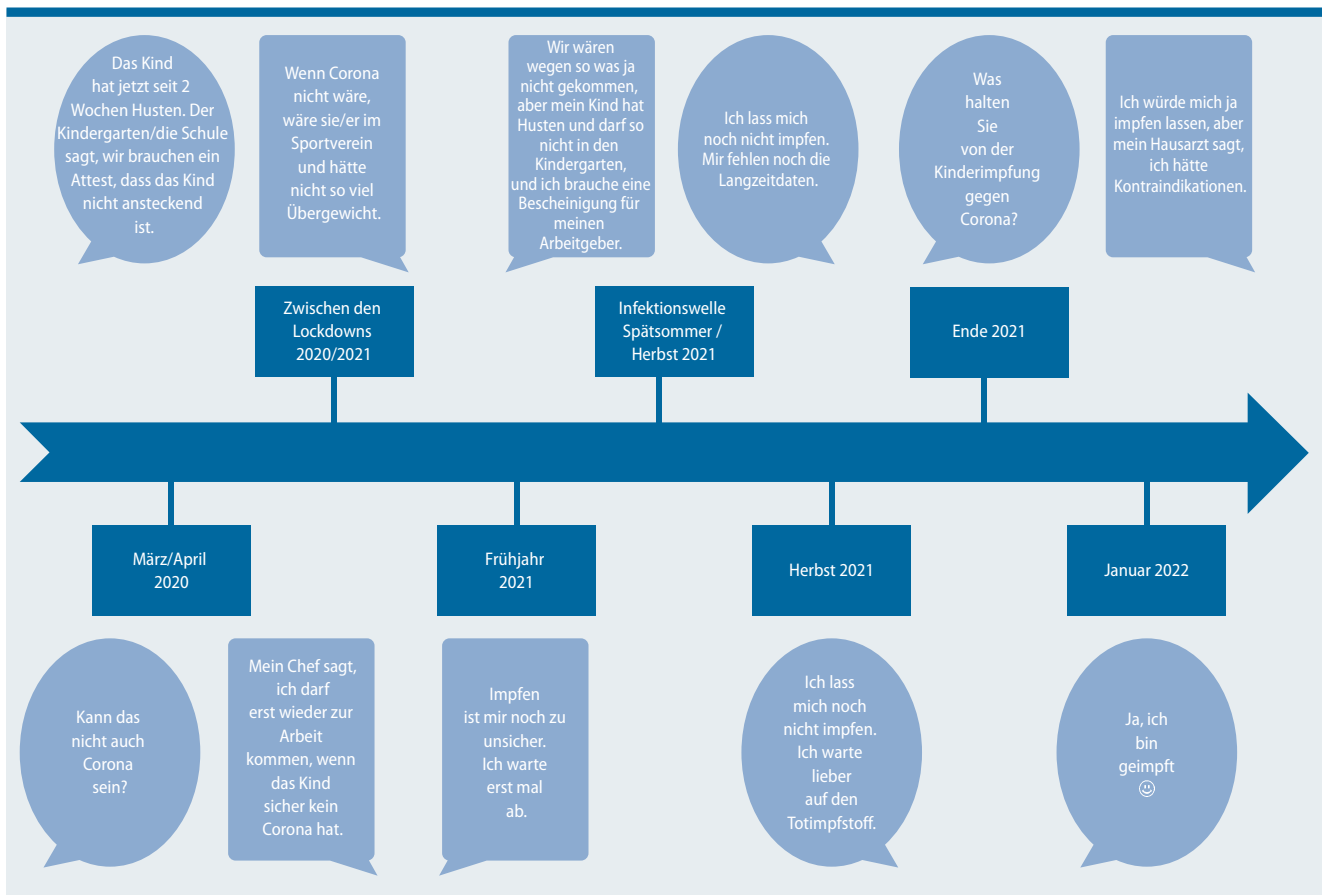 Das Kind
hat jetzt seit 2
Wochen Husten. Der
Kindergarten/die Schule
sagt, wir brauchen ein
Attest, dass das Kind
nicht ansteckend
ist.
Wenn Corona
nicht wäre,
wäre sie/er im
Sportverein
und hätte
nicht so viel
Übergewicht.
Wir wären
wegen so was ja
nicht gekommen,
aber mein Kind hat
Husten und darf so
nicht in den
Kindergarten,
und ich brauche eine
Bescheinigung für
meinen
Arbeitgeber.
Ich lass mich
noch nicht impfen.
Mir fehlen noch die
Langzeitdaten.
Was
halten
Sie
von der
Kinderimpfung
gegen
Corona?
Ich würde mich ja
impfen lassen, aber
mein Hausarzt sagt,
ich hätte
Kontraindikationen.
Zwischen den
Lockdowns
2020/2021
Infektionswelle
Spätsommer /
Herbst 2021
Ende 2021
März/April
2020
Frühjahr
2021
Herbst 2021
Januar 2022
Kann das
nicht auch
Corona
sein?
Mein Chef sagt,
ich darf
erst wieder zur
Arbeit
kommen, wenn
das Kind
sicher kein
Corona hat.
Impfen
ist mir noch zu
unsicher.
Ich warte
erst mal
ab.
Ich lass
mich noch
nicht impfen.
Ich warte
lieber
auf den
Totimpfstoff.
Ja, ich
bin
geimpft
☺